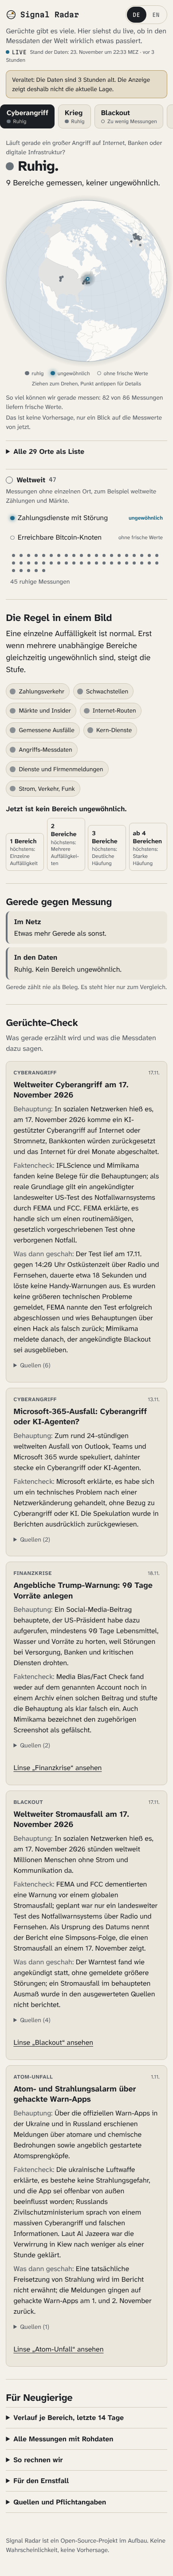 Signal Radar
DE EN
Gerüchte gibt es viele. Hier siehst du live, ob in den
Messdaten der Welt wirklich etwas passiert.
LIVE Stand der Daten: 23. November um 22:33 MEZ · vor 3
Stunden
Veraltet: Die Daten sind 3 Stunden alt. Die Anzeige
zeigt deshalb nicht die aktuelle Lage.
Cyberangriff
Ruhig
Krieg
Ruhig
Blackout
Zu wenig Messungen
Läuft gerade ein großer Angriff auf Internet, Banken oder
digitale Infrastruktur?
Ruhig.
9 Bereiche gemessen, keiner ungewöhnlich.
ruhig ungewöhnlich ohne frische Werte
Ziehen zum Drehen, Punkt antippen für Details
So viel können wir gerade messen: 82 von 86 Messungen
liefern frische Werte.
Das ist keine Vorhersage, nur ein Blick auf die Messwerte
von jetzt.
Alle 29 Orte als Liste
Weltweit 47
Messungen ohne einzelnen Ort, zum Beispiel weltweite
Zahlungen und Märkte.
Zahlungsdienste mit Störung ungewöhnlich
Erreichbare Bitcoin-Knoten ohne frische Werte
45 ruhige Messungen
Die Regel in einem Bild
Eine einzelne Auffälligkeit ist normal. Erst
wenn mehrere unabhängige Bereiche
gleichzeitig ungewöhnlich sind, steigt die
Stufe.
Zahlungsverkehr
Schwachstellen
Märkte und Insider
Internet-Routen
Gemessene Ausfälle
Kern-Dienste
Angriffs-Messdaten
Dienste und Firmenmeldungen
Strom, Verkehr, Funk
Jetzt ist kein Bereich ungewöhnlich.
1 Bereich
höchstens:
Einzelne
Auffälligkeit
2
Bereiche
höchstens:
Mehrere
Auffälligkei-
ten
3
Bereiche
höchstens:
Deutliche
Häufung
ab 4
Bereichen
höchstens:
Starke
Häufung
Gerede gegen Messung
Im Netz
Etwas mehr Gerede als sonst.
In den Daten
Ruhig. Kein Bereich ungewöhnlich.
Gerede zählt nie als Beleg. Es steht hier nur zum Vergleich.
Gerüchte-Check
Was gerade erzählt wird und was die Messdaten
dazu sagen.
CYBERANGRIFF 17.11.
Weltweiter Cyberangriff am 17.
November 2026
Behauptung: In sozialen Netzwerken hieß es,
am 17. November 2026 komme ein KI-
gestützter Cyberangriff auf Internet oder
Stromnetz, Bankkonten würden zurückgesetzt
und das Internet für drei Monate abgeschaltet.
Faktencheck: IFLScience und Mimikama
fanden keine Belege für die Behauptungen; als
reale Grundlage gilt ein angekündigter
landesweiter US-Test des Notfallwarnsystems
durch FEMA und FCC. FEMA erklärte, es
handle sich um einen routinemäßigen,
gesetzlich vorgeschriebenen Test ohne
verborgenen Notfall.
Was dann geschah: Der Test lief am 17.11.
gegen 14:20 Uhr Ostküstenzeit über Radio und
Fernsehen, dauerte etwa 18 Sekunden und
löste keine Handy-Warnungen aus. Es wurden
keine größeren technischen Probleme
gemeldet, FEMA nannte den Test erfolgreich
abgeschlossen und wies Behauptungen über
einen Hack als falsch zurück; Mimikama
meldete danach, der angekündigte Blackout
sei ausgeblieben.
Quellen (6)
CYBERANGRIFF 13.11.
Microsoft-365-Ausfall: Cyberangriff
oder KI-Agenten?
Behauptung: Zum rund 24-stündigen
weltweiten Ausfall von Outlook, Teams und
Microsoft 365 wurde spekuliert, dahinter
stecke ein Cyberangriff oder KI-Agenten.
Faktencheck: Microsoft erklärte, es habe sich
um ein technisches Problem nach einer
Netzwerkänderung gehandelt, ohne Bezug zu
Cyberangriff oder KI. Die Spekulation wurde in
Berichten ausdrücklich zurückgewiesen.
Quellen (2)
FINANZKRISE 18.11.
Angebliche Trump-Warnung: 90 Tage
Vorräte anlegen
Behauptung: Ein Social-Media-Beitrag
behauptete, der US-Präsident habe dazu
aufgerufen, mindestens 90 Tage Lebensmittel,
Wasser und Vorräte zu horten, weil Störungen
bei Versorgung, Banken und kritischen
Diensten drohten.
Faktencheck: Media Bias/Fact Check fand
weder auf dem genannten Account noch in
einem Archiv einen solchen Beitrag und stufte
die Behauptung als klar falsch ein. Auch
Mimikama bezeichnet den zugehörigen
Screenshot als gefälscht.
Quellen (2)
Linse „Finanzkrise“ ansehen
BLACKOUT 17.11.
Weltweiter Stromausfall am 17.
November 2026
Behauptung: In sozialen Netzwerken hieß es,
am 17. November 2026 stünden weltweit
Millionen Menschen ohne Strom und
Kommunikation da.
Faktencheck: FEMA und FCC dementierten
eine Warnung vor einem globalen
Stromausfall; geplant war nur ein landesweiter
Test des Notfallwarnsystems über Radio und
Fernsehen. Als Ursprung des Datums nennt
der Bericht eine Simpsons-Folge, die einen
Stromausfall an einem 17. November zeigt.
Was dann geschah: Der Warntest fand wie
angekündigt statt, ohne gemeldete größere
Störungen; ein Stromausfall im behaupteten
Ausmaß wurde in den ausgewerteten Quellen
nicht berichtet.
Quellen (4)
Linse „Blackout“ ansehen
ATOM-UNFALL 1.11.
Atom- und Strahlungsalarm über
gehackte Warn-Apps
Behauptung: Über die offiziellen Warn-Apps in
der Ukraine und in Russland erschienen
Meldungen über atomare und chemische
Bedrohungen sowie angeblich gestartete
Atomsprengköpfe.
Faktencheck: Die ukrainische Luftwaffe
erklärte, es bestehe keine Strahlungsgefahr,
und die App sei offenbar von außen
beeinflusst worden; Russlands
Zivilschutzministerium sprach von einem
massiven Cyberangriff und falschen
Informationen. Laut Al Jazeera war die
Verwirrung in Kiew nach weniger als einer
Stunde geklärt.
Was dann geschah: Eine tatsächliche
Freisetzung von Strahlung wird im Bericht
nicht erwähnt; die Meldungen gingen auf
gehackte Warn-Apps am 1. und 2. November
zurück.
Quellen (1)
Linse „Atom-Unfall“ ansehen
Für Neugierige
Verlauf je Bereich, letzte 14 Tage
Alle Messungen mit Rohdaten
So rechnen wir
Für den Ernstfall
Quellen und Pflichtangaben
Signal Radar ist ein Open-Source-Projekt im Aufbau. Keine
Wahrscheinlichkeit, keine Vorhersage.